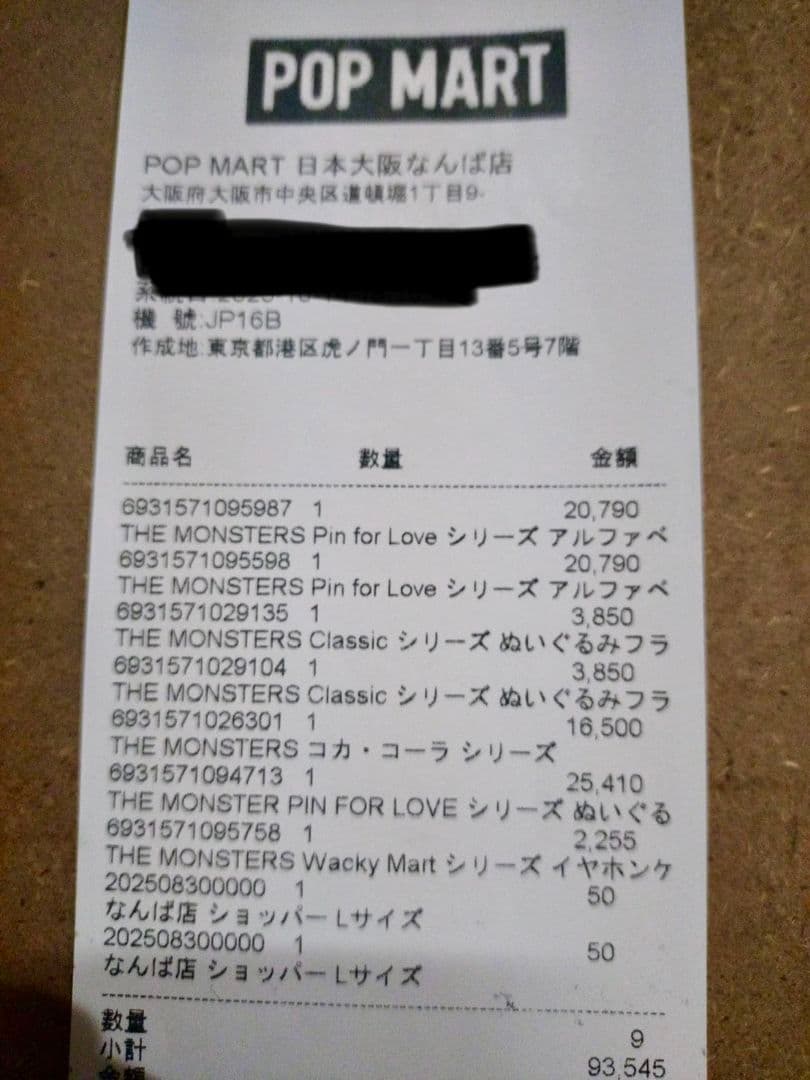 POP MART
POP MART 日本大阪なんば店
大阪府大阪市中央区道頓堀1丁目9-
機 號:JP16B
作成地:東京都港区虎ノ門一丁目13番5号7階
商品名 數量 金額
6931571095987 1 20,790
THE MONSTERS Pin for Love シリーズ アルファベ
6931571095598 1 20,790
THE MONSTERS Pin for Love シリーズ アルファベ
6931571029135 1 3,850
THE MONSTERS Classic シリーズ ぬいぐるみフラ
6931571029104 1 3,850
THE MONSTERS Classic シリーズ ぬいぐるみフラ
6931571026301 1 16,500
THE MONSTERS コカ・コーラ シリーズ
6931571094713 1 25,410
THE MONSTER PIN FOR LOVE シリーズ ぬいぐる
6931571095758 1 2,255
THE MONSTERS Wacky Mart シリーズ イヤホンケ
202508300000 1 50
なんば店 ショッパー Lサイズ
202508300000 1 50
なんば店 ショッパー Lサイズ
數量 9
小計 93,545
金額